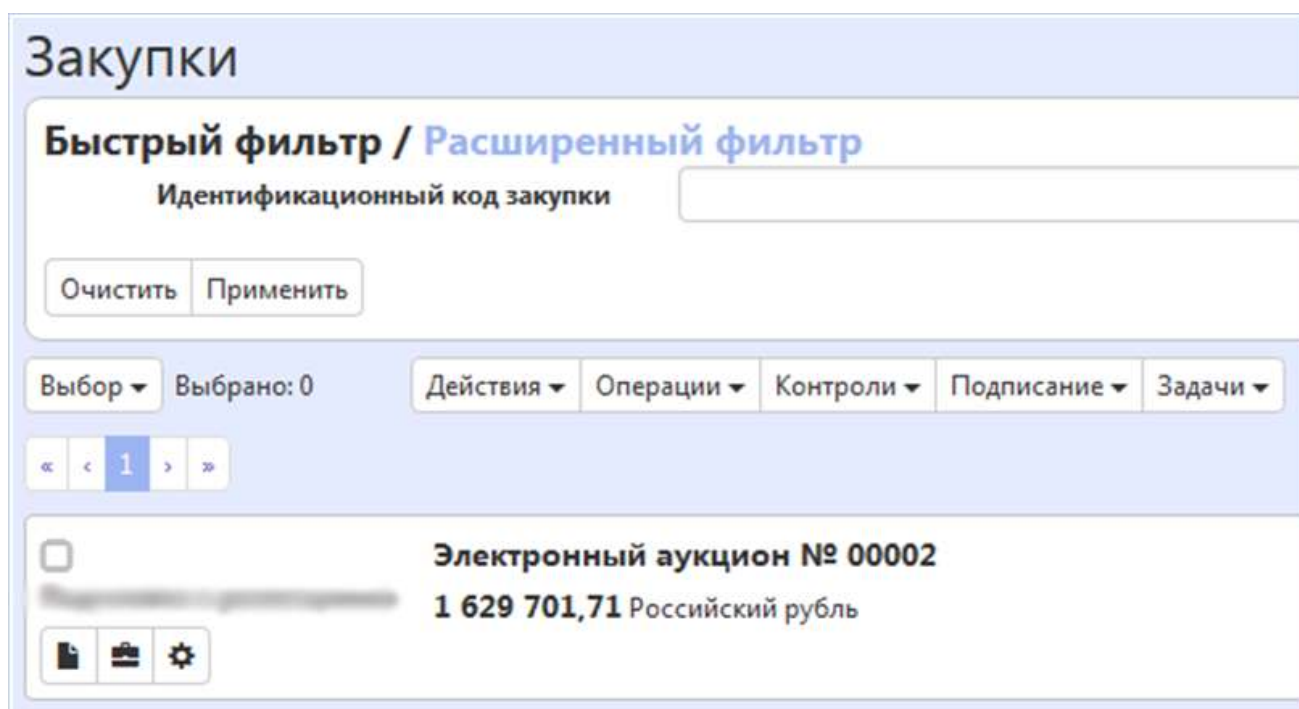 Закупки
Быстрый фильтр / Расширенный фильтр
Идентификационный код закупки
Очистить Применить
Выбор Выбрано: 0 Действия Операции Контроли Подписание Задачи
« ‹ 1 › »
Электронный аукцион № 00002
1 629 701,71 Российский рубль